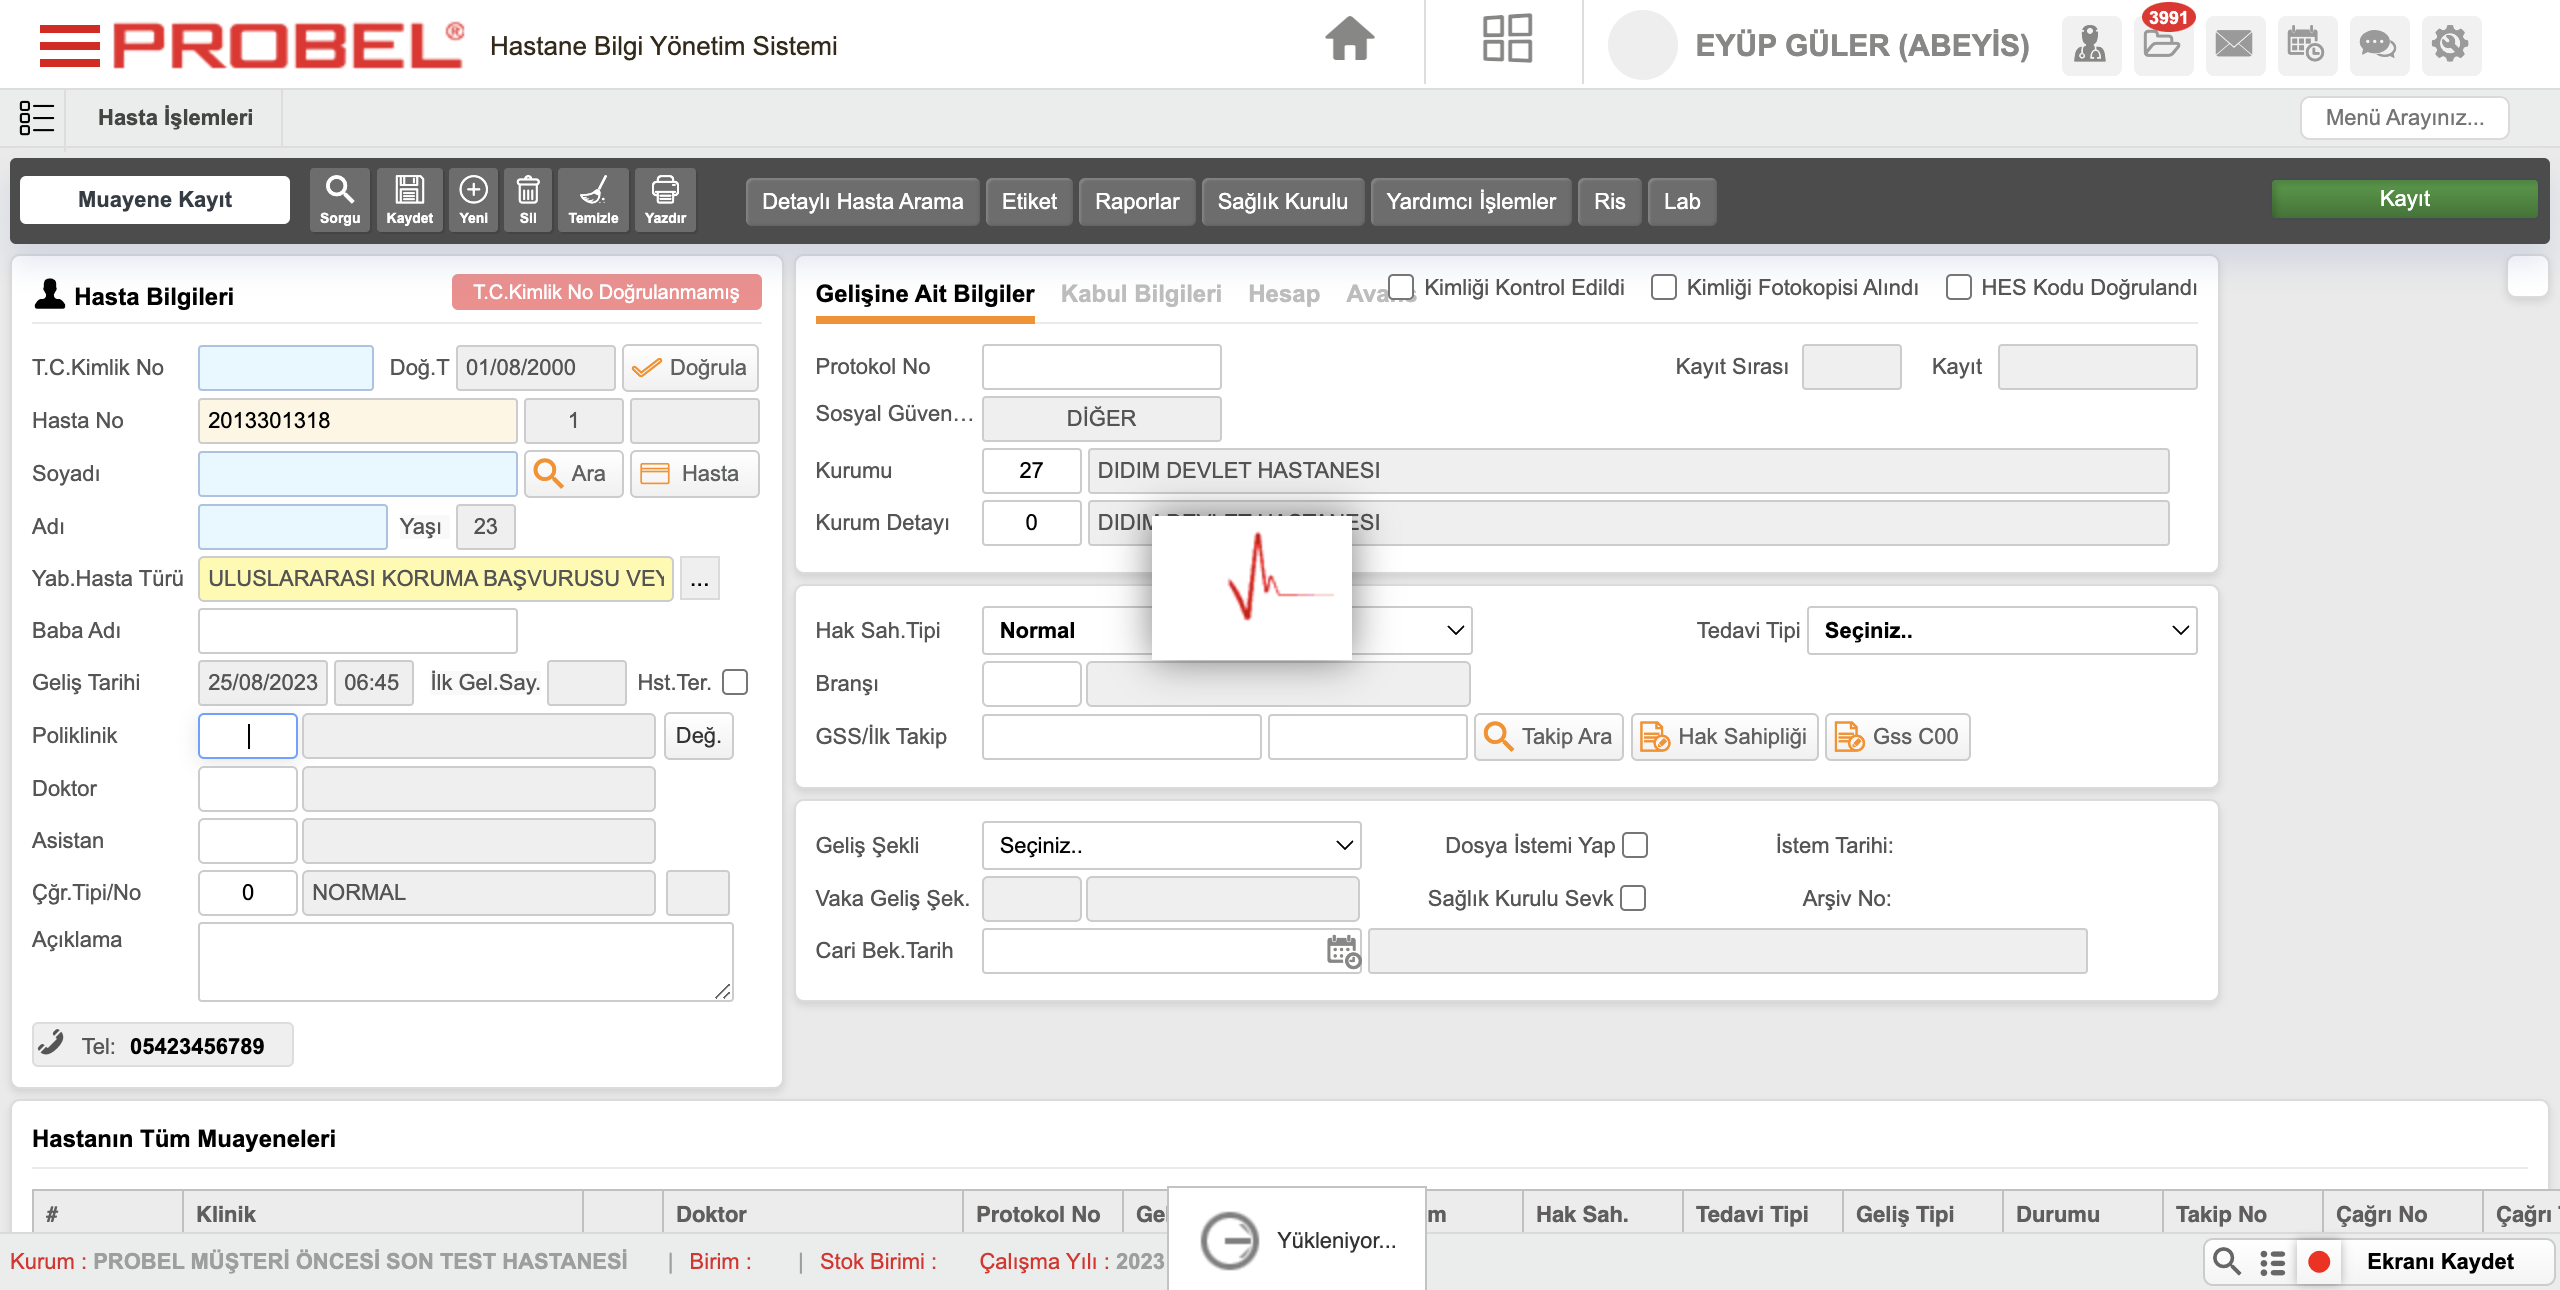 PROBEL® Hastane Bilgi Yönetim Sistemi EYÜP GÜLER (ABEYİS) 3991
Hasta İşlemleri Menü Arayınız...
Muayene Kayıt Sorgu Kaydet Yeni Sil Temizle Yazdır Detaylı Hasta Arama Etiket Raporlar Sağlık Kurulu Yardımcı İşlemler Ris Lab Kayıt
Hasta Bilgileri T.C.Kimlik No Doğrulanmamış
T.C.Kimlik No Doğ.T 01/08/2000 Doğrula
Hasta No 2013301318 1
Soyadı Ara Hasta
Adı Yaşı 23
Yab.Hasta Türü ULUSLARARASI KORUMA BAŞVURUSU VEY ...
Baba Adı
Geliş Tarihi 25/08/2023 06:45 İlk Gel.Say. Hst.Ter.
Poliklinik Değ.
Doktor
Asistan
Çğr.Tipi/No 0 NORMAL
Açıklama
Tel: 05423456789
Gelişine Ait Bilgiler Kabul Bilgileri Hesap Kimliği Kontrol Edildi Kimliği Fotokopisi Alındı HES Kodu Doğrulandı
Protokol No Kayıt Sırası Kayıt
Sosyal Güven... DİĞER
Kurumu 27 DIDIM DEVLET HASTANESI
Kurum Detayı 0
Hak Sah.Tipi Normal Tedavi Tipi Seçiniz..
Branşı
GSS/İlk Takip Takip Ara Hak Sahipliği Gss C00
Geliş Şekli Seçiniz.. Dosya İstemi Yap İstem Tarihi:
Vaka Geliş Şek. Sağlık Kurulu Sevk Arşiv No:
Cari Bek.Tarih
Hastanın Tüm Muayeneleri
# Klinik Doktor Protokol No Hak Sah. Tedavi Tipi Geliş Tipi Durumu Takip No Çağrı No Çağrı
Yükleniyor...
Kurum : PROBEL MÜŞTERİ ÖNCESİ SON TEST HASTANESİ | Birim : | Stok Birimi : Çalışma Yılı : 2023 Ekranı Kaydet